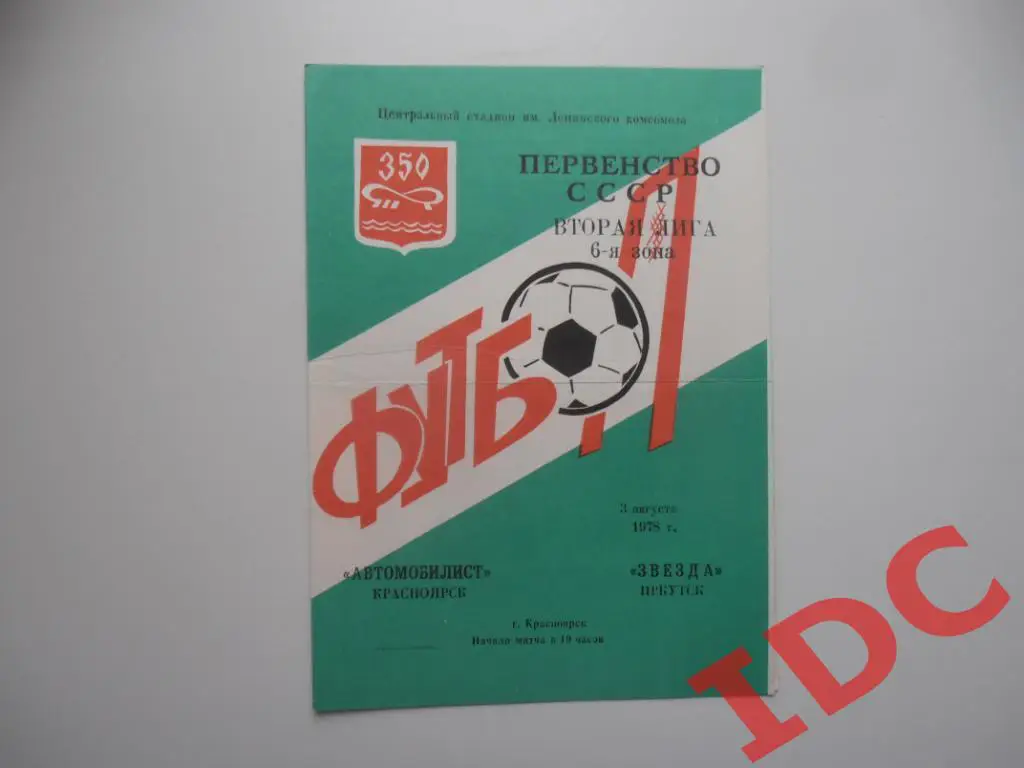 Центральный стадион им. Ленинского комсомола
350
ПЕРВЕНСТВО
СССР
ВТОРАЯ ЛИГА
6-я зона
ФУТБОЛ
3 августа
1978 г.
«АВТОМОБИЛИСТ»
КРАСНОЯРСК
«ЗВЕЗДА»
ИРКУТСК
г. Красноярск
Начало матча в 19 часов
IDC